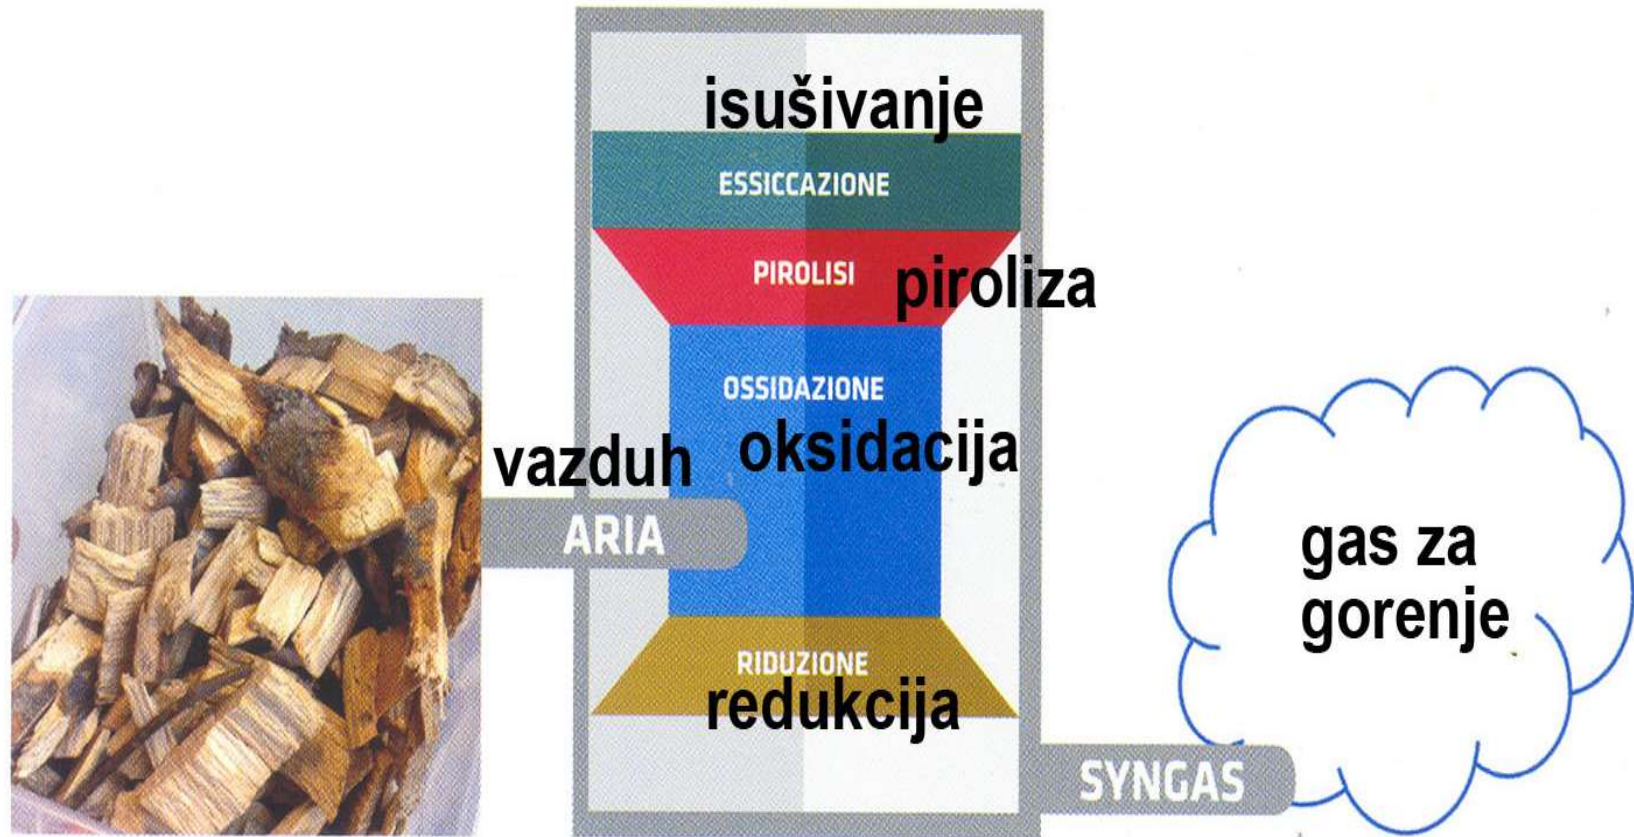 isušivanje
ESSICCAZIONE
PIROLISI
piroliza
OSSIDAZIONE
oksidacija
vazduh
ARIA
gas za
gorenje
RIDUZIONE
redukcija
SYNGAS